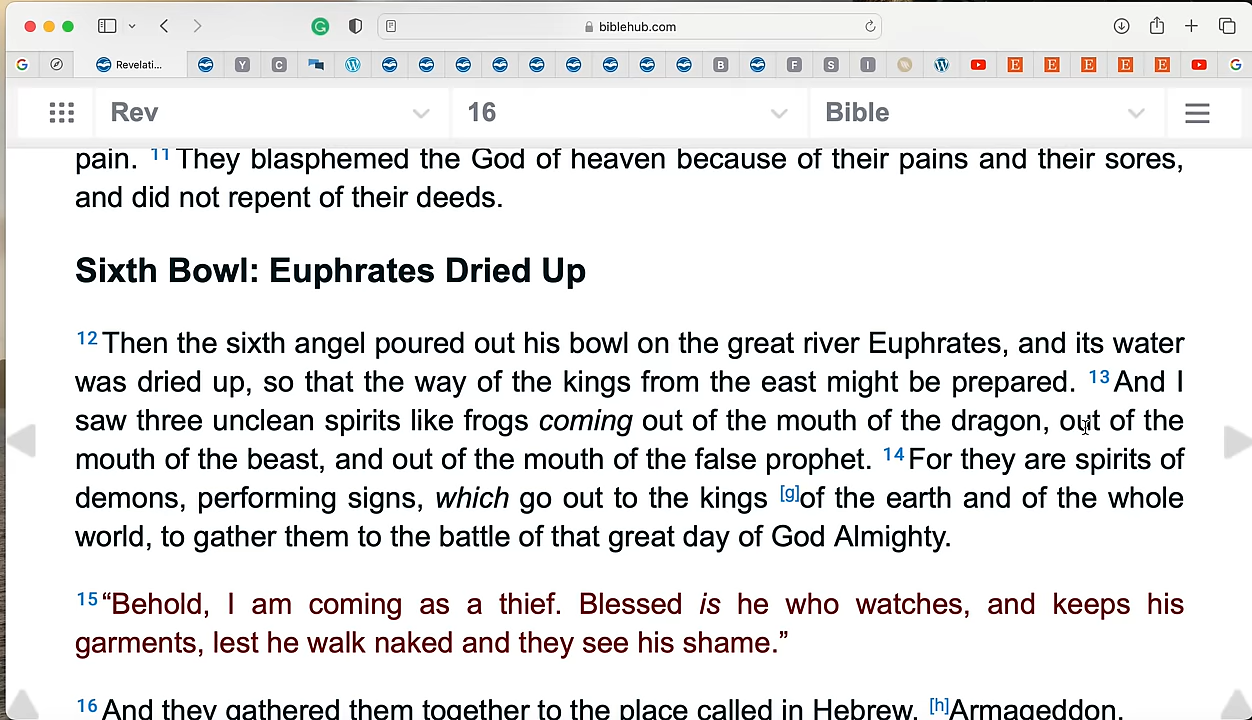 biblehub.com
Revelati...
Rev 16 Bible
pain. 11 They blasphemed the God of heaven because of their pains and their sores,
and did not repent of their deeds.
Sixth Bowl: Euphrates Dried Up
12 Then the sixth angel poured out his bowl on the great river Euphrates, and its water
was dried up, so that the way of the kings from the east might be prepared. 13 And I
saw three unclean spirits like frogs coming out of the mouth of the dragon, out of the
mouth of the beast, and out of the mouth of the false prophet. 14 For they are spirits of
demons, performing signs, which go out to the kings [g]of the earth and of the whole
world, to gather them to the battle of that great day of God Almighty.
15 “Behold, I am coming as a thief. Blessed is he who watches, and keeps his
garments, lest he walk naked and they see his shame.”
16 And they gathered them together to the place called in Hebrew, [h]Armageddon.